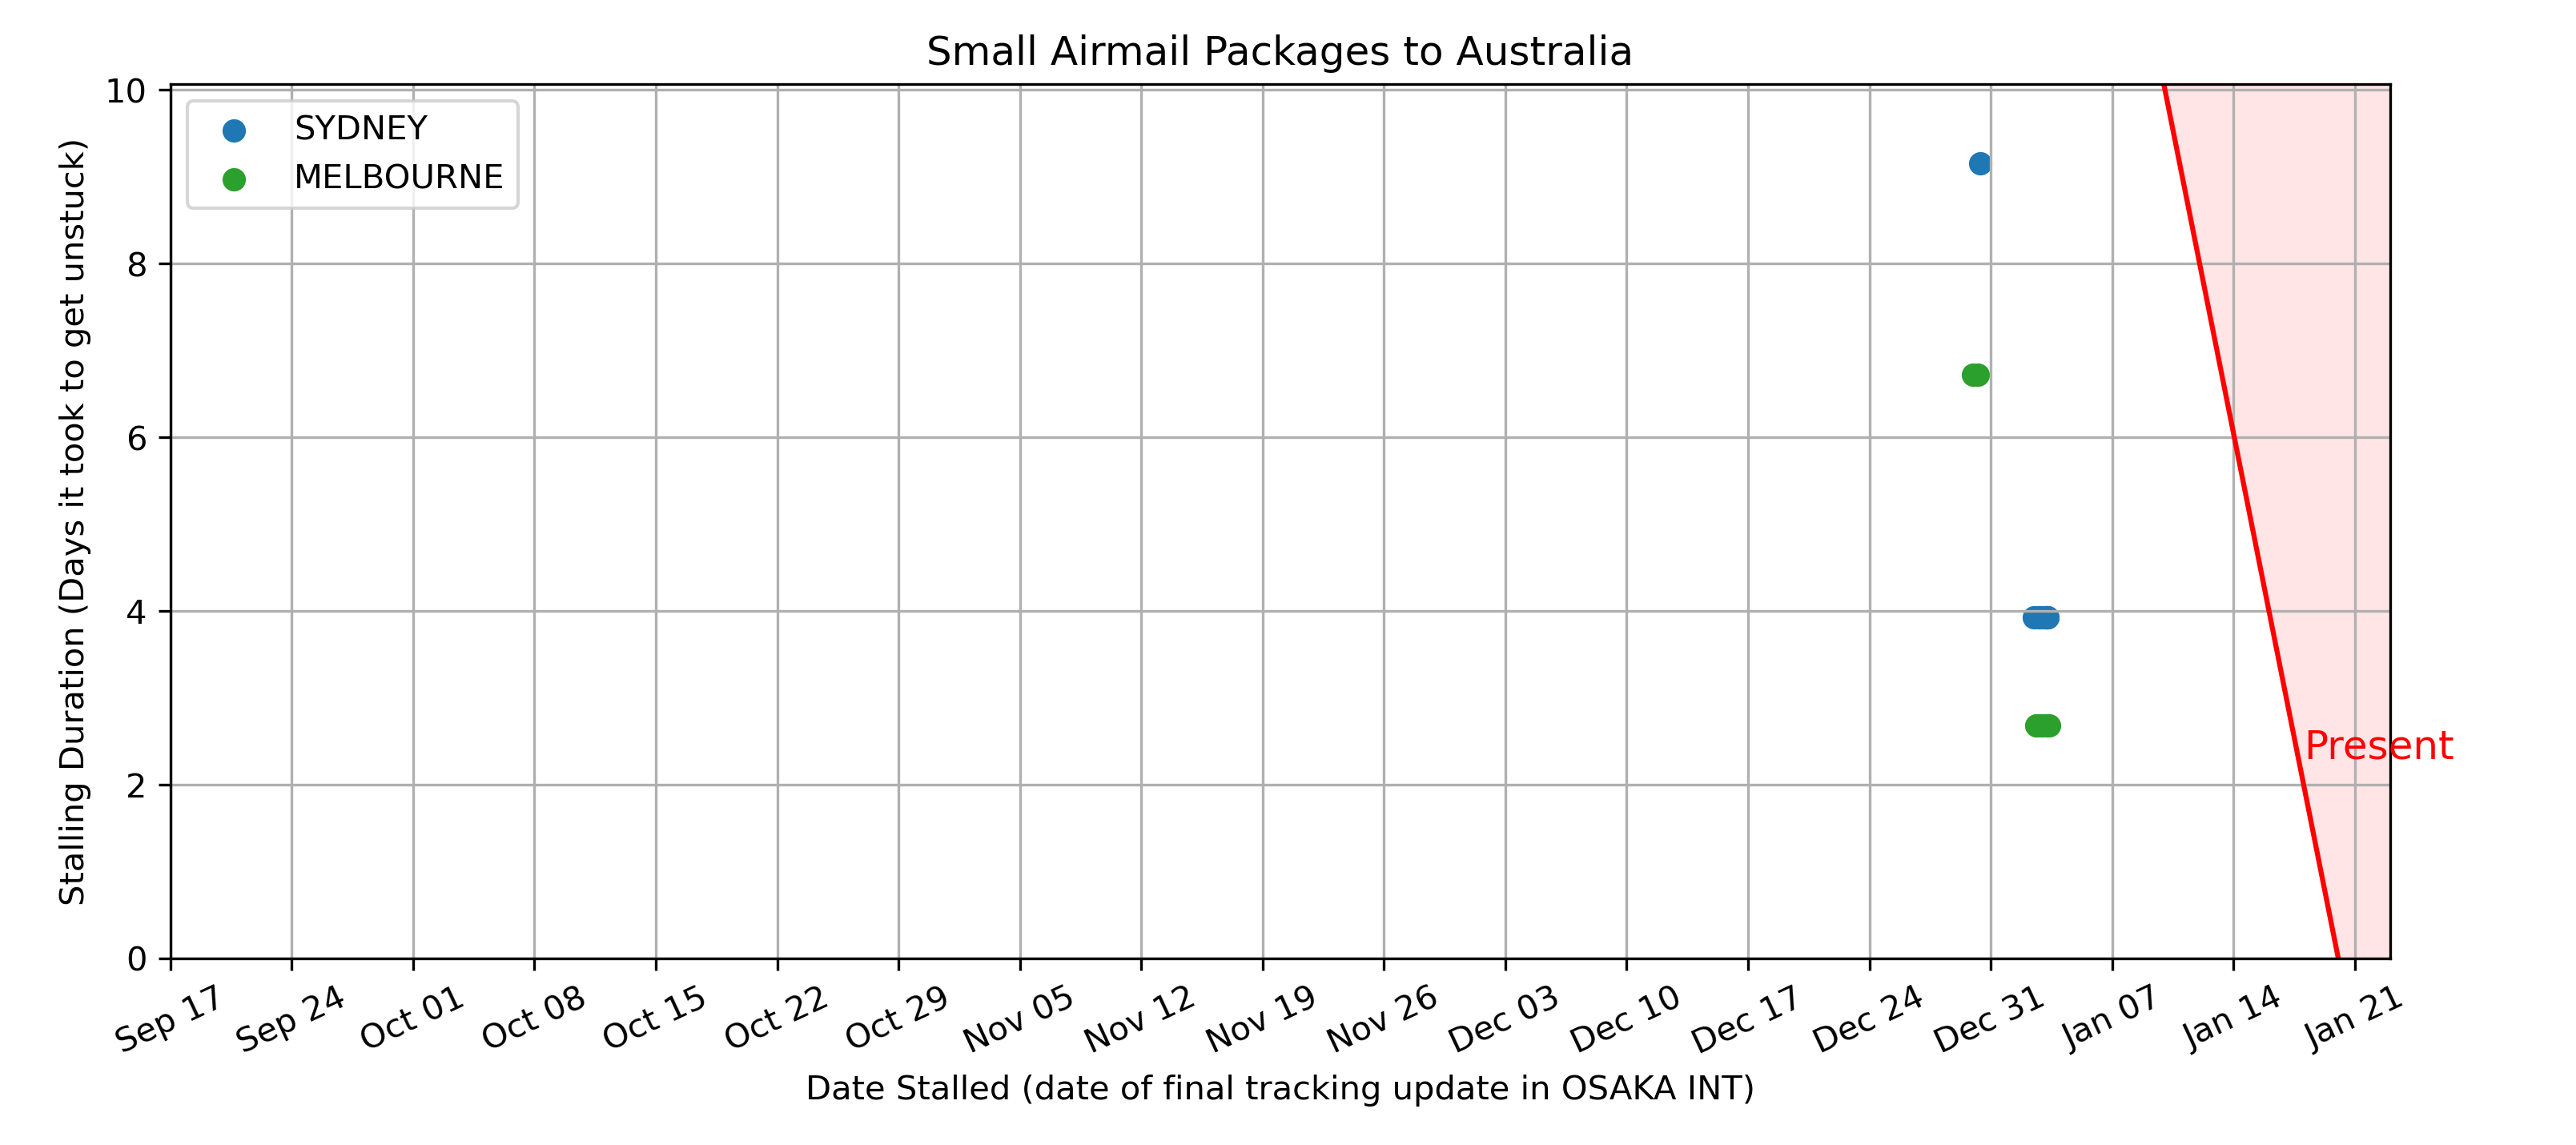 Small Airmail Packages to Australia
SYDNEY
MELBOURNE
Stalling Duration (Days it took to get unstuck)
10
8
6
4
2
0
Present
Sep 17
Sep 24
Oct 01
Oct 08
Oct 15
Oct 22
Oct 29
Nov 05
Nov 12
Nov 19
Nov 26
Dec 03
Dec 10
Dec 17
Dec 24
Dec 31
Jan 07
Jan 14
Jan 21
Date Stalled (date of final tracking update in OSAKA INT)